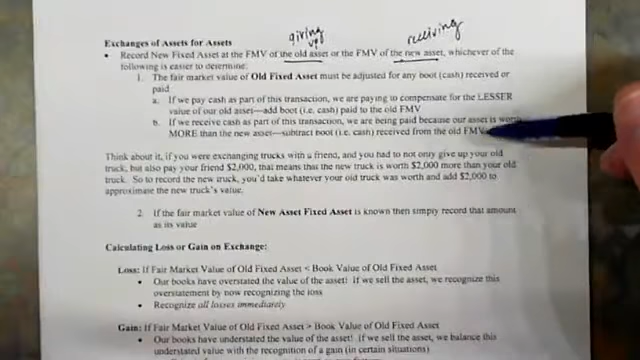 giving up
receiving
Exchanges of Assets for Assets
• Record New Fixed Asset at the FMV of the old asset or the FMV of the new asset, whichever of the
following is easier to determine:
1. The fair market value of Old Fixed Asset must be adjusted for any boot (cash) received or
paid
a. If we pay cash as part of this transaction, we are paying to compensate for the LESSER
value of our old asset—add boot (i.e. cash) paid to the old FMV
b. If we receive cash as part of this transaction, we are being paid because our asset is worth
MORE than the new asset—subtract boot (i.e. cash) received from the old FMV
Think about it, if you were exchanging trucks with a friend, and you had to not only give up your old
truck, but also pay your friend $2,000, that means that the new truck is worth $2,000 more than your old
truck. So to record the new truck, you'd take whatever your old truck was worth and add $2,000 to
approximate the new truck's value.
2. If the fair market value of New Asset Fixed Asset is known then simply record that amount
as its value
Calculating Loss or Gain on Exchange:
Loss: If Fair Market Value of Old Fixed Asset < Book Value of Old Fixed Asset
• Our books have overstated the value of the asset! If we sell the asset, we recognize this
overstatement by now recognizing the loss
• Recognize all losses immediately
Gain: If Fair Market Value of Old Fixed Asset > Book Value of Old Fixed Asset
• Our books have understated the value of the asset! If we sell the asset, we balance this
understated value with the recognition of a gain (in certain situations)